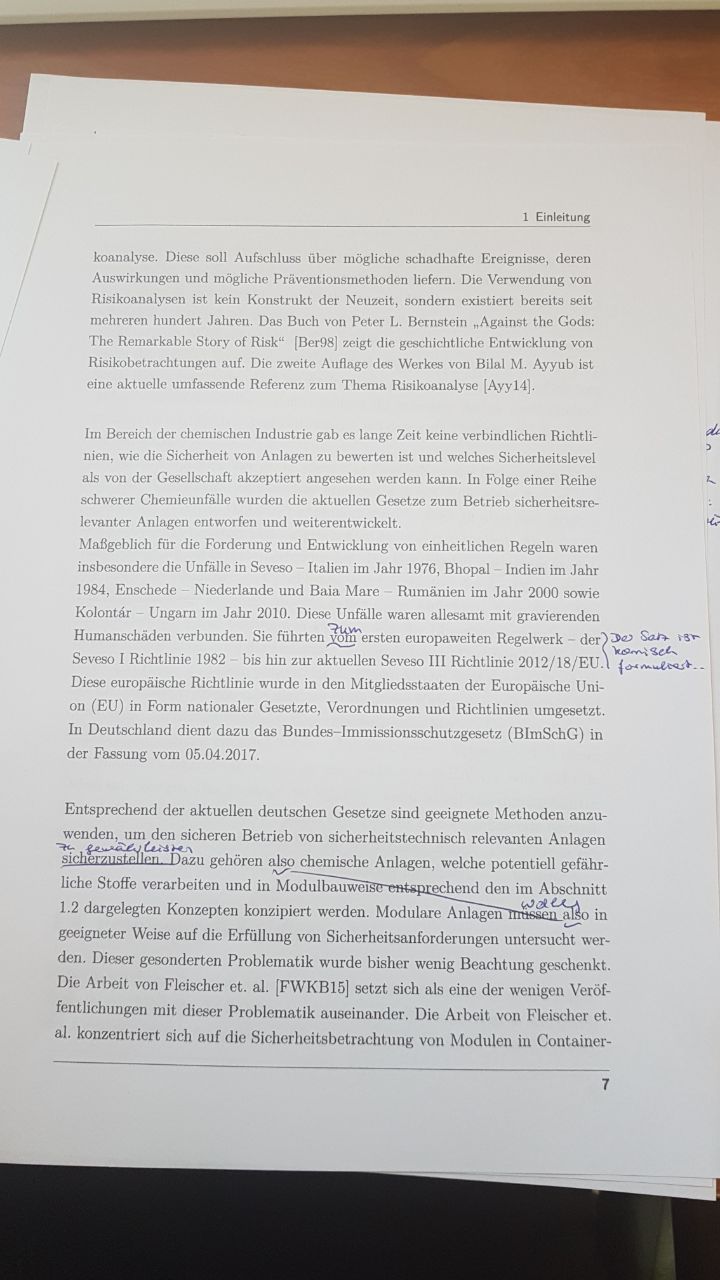 1 Einleitung
koanalyse. Diese soll Aufschluss über mögliche schadhafte Ereignisse, deren
Auswirkungen und mögliche Präventionsmethoden liefern. Die Verwendung von
Risikoanalysen ist kein Konstrukt der Neuzeit, sondern existiert bereits seit
mehreren hundert Jahren. Das Buch von Peter L. Bernstein „Against the Gods:
The Remarkable Story of Risk“ [Ber98] zeigt die geschichtliche Entwicklung von
Risikobetrachtungen auf. Die zweite Auflage des Werkes von Bilal M. Ayyub ist
eine aktuelle umfassende Referenz zum Thema Risikoanalyse [Ayy14].
Im Bereich der chemischen Industrie gab es lange Zeit keine verbindlichen Richtli-
nien, wie die Sicherheit von Anlagen zu bewerten ist und welches Sicherheitslevel
als von der Gesellschaft akzeptiert angesehen werden kann. In Folge einer Reihe
schwerer Chemieunfälle wurden die aktuellen Gesetze zum Betrieb sicherheitsre-
levanter Anlagen entworfen und weiterentwickelt.
Maßgeblich für die Forderung und Entwicklung von einheitlichen Regeln waren
insbesondere die Unfälle in Seveso – Italien im Jahr 1976, Bhopal – Indien im Jahr
1984, Enschede – Niederlande und Baia Mare – Rumänien im Jahr 2000 sowie
Kolontár – Ungarn im Jahr 2010. Diese Unfälle waren allesamt mit gravierenden
zum
Humanschäden verbunden. Sie führten vom ersten europaweiten Regelwerk – der
Seveso I Richtlinie 1982 – bis hin zur aktuellen Seveso III Richtlinie 2012/18/EU.
Der Satz ist
komisch
formuliert...
Diese europäische Richtlinie wurde in den Mitgliedsstaaten der Europäische Uni-
on (EU) in Form nationaler Gesetzte, Verordnungen und Richtlinien umgesetzt.
In Deutschland dient dazu das Bundes–Immissionsschutzgesetz (BImSchG) in
der Fassung vom 05.04.2017.
Entsprechend der aktuellen deutschen Gesetze sind geeignete Methoden anzu-
wenden, um den sicheren Betrieb von sicherheitstechnisch relevanten Anlagen
zu gewährleisten
sicherzustellen. Dazu gehören also chemische Anlagen, welche potentiell gefähr-
liche Stoffe verarbeiten und in Modulbauweise entsprechend den im Abschnitt
1.2 dargelegten Konzepten konzipiert werden. Modulare Anlagen müssen also in
geeigneter Weise auf die Erfüllung von Sicherheitsanforderungen untersucht wer-
den. Dieser gesonderten Problematik wurde bisher wenig Beachtung geschenkt.
Die Arbeit von Fleischer et. al. [FWKB15] setzt sich als eine der wenigen Veröf-
fentlichungen mit dieser Problematik auseinander. Die Arbeit von Fleischer et.
al. konzentriert sich auf die Sicherheitsbetrachtung von Modulen in Container-
7